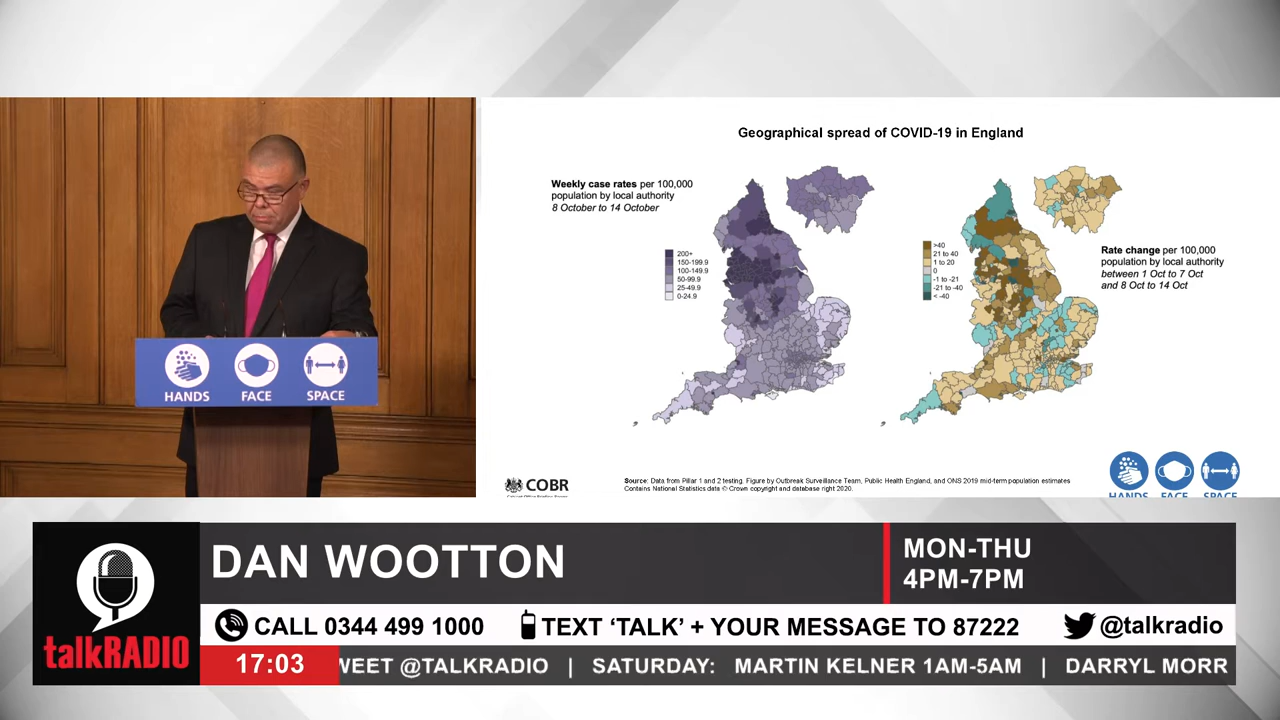 Geographical spread of COVID-19 in England
Weekly case rates per 100,000
population by local authority
8 October to 14 October
200+
150-199.9
100-149.9
50-99.9
25-49.9
0-24.9
>40
21 to 40
1 to 20
0
-1 to -21
-21 to -40
< -40
Rate change per 100,000
population by local authority
between 1 Oct to 7 Oct
and 8 Oct to 14 Oct
HANDS FACE SPACE
COBR
Source: Data from Pillar 1 and 2 testing. Figure by Outbreak Surveillance Team, Public Health England, and ONS 2019 mid-term population estimates
Contains National Statistics data © Crown copyright and database right 2020.
HANDS FACE SPACE
DAN WOOTTON
MON-THU
4PM-7PM
CALL 0344 499 1000 TEXT ‘TALK’ + YOUR MESSAGE TO 87222 @talkradio
talkRADIO
17:03 WEET @TALKRADIO | SATURDAY: MARTIN KELNER 1AM-5AM | DARRYL MORR